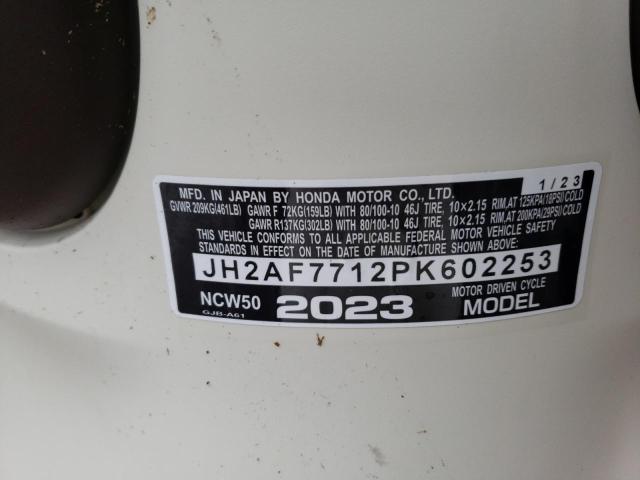 MFD. IN JAPAN BY HONDA MOTOR CO., LTD. 1/23
GVWR 209KG(461LB) GAWR F 72KG(159LB) WITH 80/100-10 46J TIRE, 10×2.15 RIM,AT 125KPA(18PSI)COLD
GAWR R137KG(302LB) WITH 80/100-10 46J TIRE, 10×2.15 RIM,AT 200KPA(29PSI)COLD
THIS VEHICLE CONFORMS TO ALL APPLICABLE FEDERAL MOTOR VEHICLE SAFETY
STANDARDS IN EFFECT ON THE DATE OF MANUFACTURE SHOWN ABOVE.
JH2AF7712PK602253
NCW50 2023 MOTOR DRIVEN CYCLE
GJB-A61 MODEL